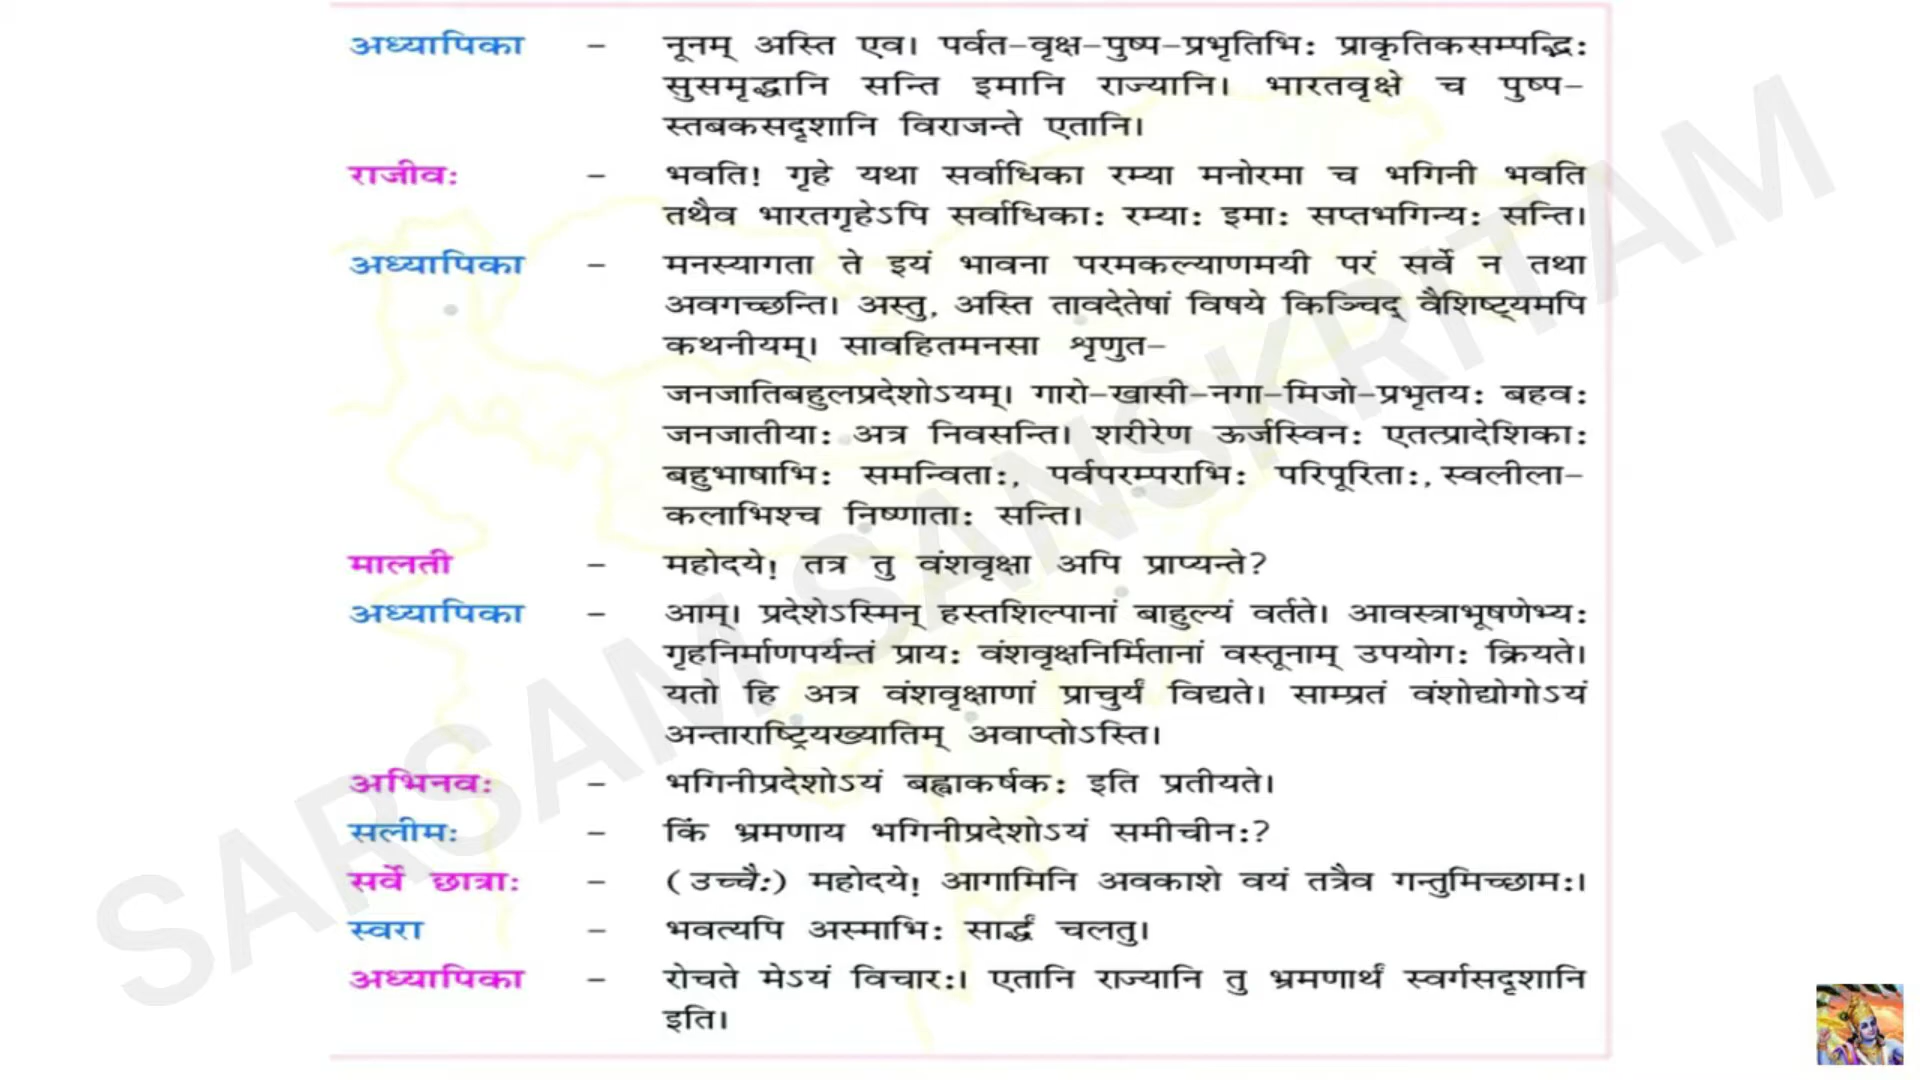 अध्यापिका – नूनम् अस्ति एव। पर्वत-वृक्ष-पुष्प-प्रभृतिभिः प्राकृतिकसम्पद्भिः
सुसमृद्धानि सन्ति इमानि राज्यानि। भारतवृक्षे च पुष्प-
स्तबकसदृशानि विराजन्ते एतानि।
राजीवः – भवति! गृहे यथा सर्वाधिका रम्या मनोरमा च भगिनी भवति
तथैव भारतगृहेऽपि सर्वाधिकाः रम्याः इमाः सप्तभगिन्यः सन्ति।
अध्यापिका – मनस्यागता ते इयं भावना परमकल्याणमयी परं सर्वे न तथा
अवगच्छन्ति। अस्तु, अस्ति तावदेतेषां विषये किञ्चिद् वैशिष्ट्यमपि
कथनीयम्। सावहितमनसा शृणुत-
जनजातिबहुलप्रदेशोऽयम्। गारो-खासी-नगा-मिजो-प्रभृतयः बहवः
जनजातीयाः अत्र निवसन्ति। शरीरेण ऊर्जस्विनः एतत्प्रादेशिकाः
बहुभाषाभिः समन्विताः, पर्वपरम्पराभिः परिपूरिताः, स्वलीला-
कलाभिश्च निष्णाताः सन्ति।
मालती – महोदये! तत्र तु वंशवृक्षा अपि प्राप्यन्ते?
अध्यापिका – आम्। प्रदेशेऽस्मिन् हस्तशिल्पानां बाहुल्यं वर्तते। आवस्त्राभूषणेभ्यः
गृहनिर्माणपर्यन्तं प्रायः वंशवृक्षनिर्मितानां वस्तूनाम् उपयोगः क्रियते।
यतो हि अत्र वंशवृक्षाणां प्राचुर्यं विद्यते। साम्प्रतं वंशोद्योगोऽयं
अन्ताराष्ट्रियख्यातिम् अवाप्तोऽस्ति।
अभिनवः – भगिनीप्रदेशोऽयं बह्वाकर्षकः इति प्रतीयते।
सलीमः – किं भ्रमणाय भगिनीप्रदेशोऽयं समीचीनः?
सर्वे छात्राः – (उच्चैः) महोदये! आगामिनि अवकाशे वयं तत्रैव गन्तुमिच्छामः।
स्वरा – भवत्यपि अस्माभिः सार्द्धं चलतु।
अध्यापिका – रोचते मेऽयं विचारः। एतानि राज्यानि तु भ्रमणार्थं स्वर्गसदृशानि
इति।
SARSAM SANSKRITAM